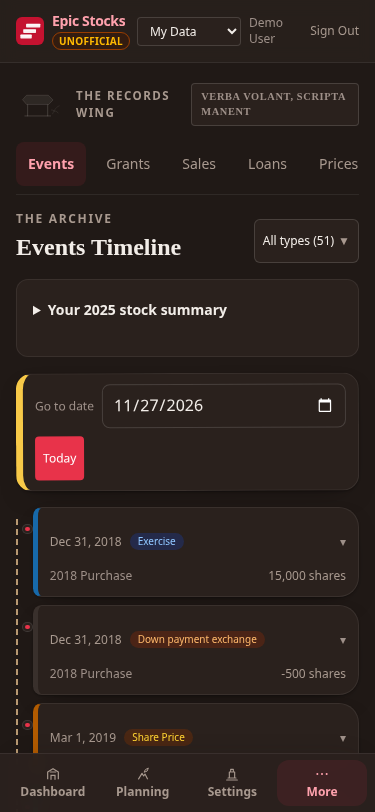 Epic Stocks
UNOFFICIAL
My Data
Demo
User
Sign Out
THE RECORDS
WING
VERBA VOLANT, SCRIPTA
MANENT
Events
Grants
Sales
Loans
Prices
THE ARCHIVE
Events Timeline
All types (51) ▼
▶ Your 2025 stock summary
Go to date
11/27/2026
Today
Dec 31, 2018 Exercise ▾
2018 Purchase 15,000 shares
Dec 31, 2018 Down payment exchange ▾
2018 Purchase -500 shares
Mar 1, 2019 Share Price ▾
Dashboard
Planning
Settings
More